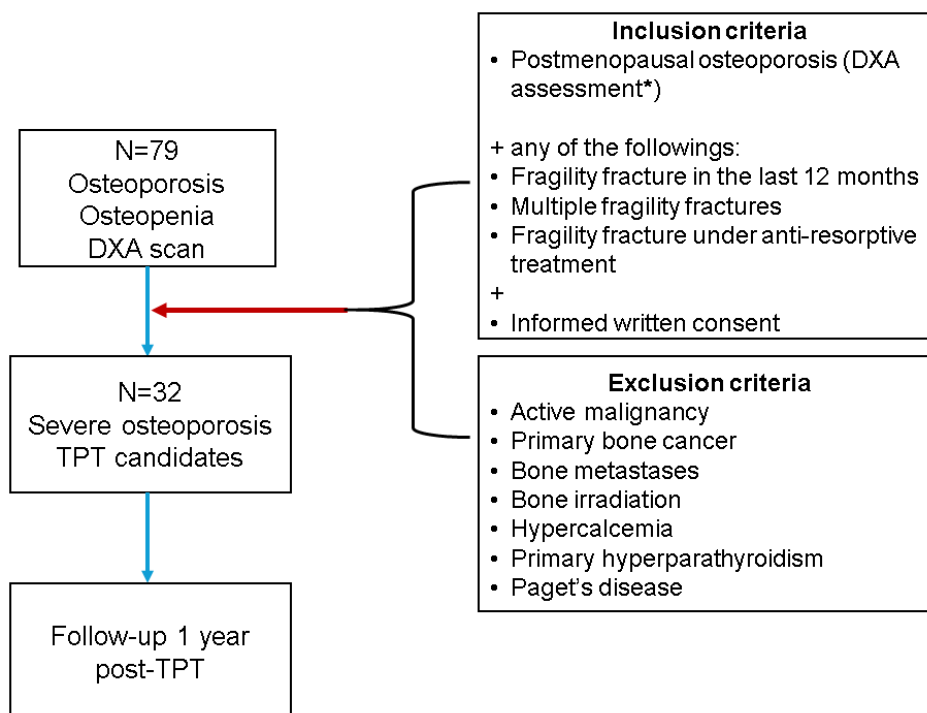 N=79
Osteoporosis
Osteopenia
DXA scan
N=32
Severe osteoporosis
TPT candidates
Follow-up 1 year
post-TPT
Inclusion criteria
• Postmenopausal osteoporosis (DXA
assessment*)
+ any of the followings:
• Fragility fracture in the last 12 months
• Multiple fragility fractures
• Fragility fracture under anti-resorptive
treatment
+
• Informed written consent
Exclusion criteria
• Active malignancy
• Primary bone cancer
• Bone metastases
• Bone irradiation
• Hypercalcemia
• Primary hyperparathyroidism
• Paget's disease